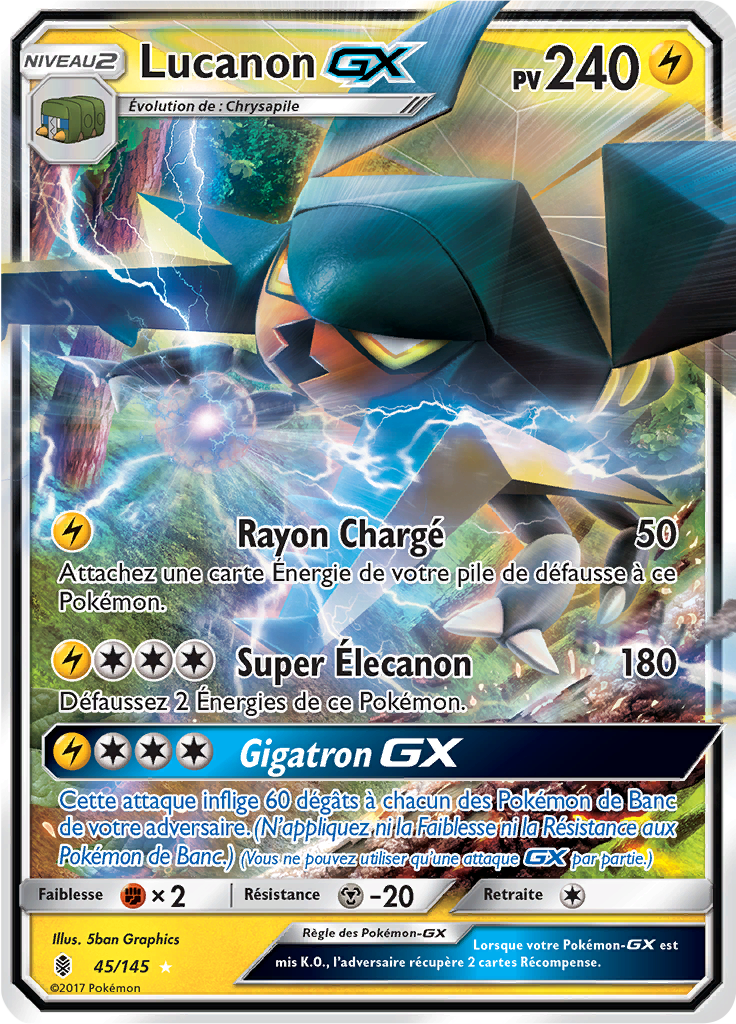 NIVEAU2 Lucanon GX PV240
Évolution de : Chrysapile
Rayon Chargé 50
Attachez une carte Énergie de votre pile de défausse à ce
Pokémon.
Super Élecanon 180
Défaussez 2 Énergies de ce Pokémon.
Gigatron GX
Cette attaque inflige 60 dégâts à chacun des Pokémon de Banc
de votre adversaire. (N'appliquez ni la Faiblesse ni la Résistance aux
Pokémon de Banc.) (Vous ne pouvez utiliser qu'une attaque GX par partie.)
Faiblesse ×2 Résistance -20 Retraite
Illus. 5ban Graphics
45/145
©2017 Pokémon
Règle des Pokémon-GX
Lorsque votre Pokémon-GX est
mis K.O., l'adversaire récupère 2 cartes Récompense.